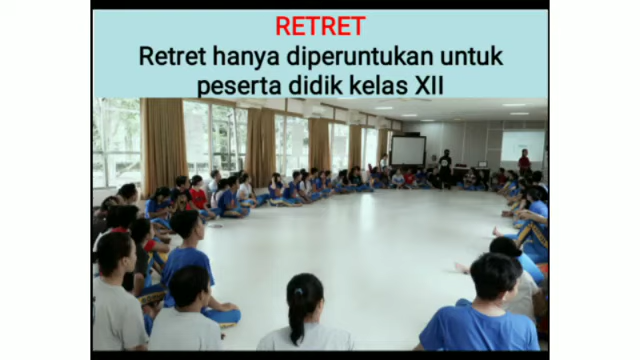 RETRET
Retret hanya diperuntukan untuk
peserta didik kelas XII